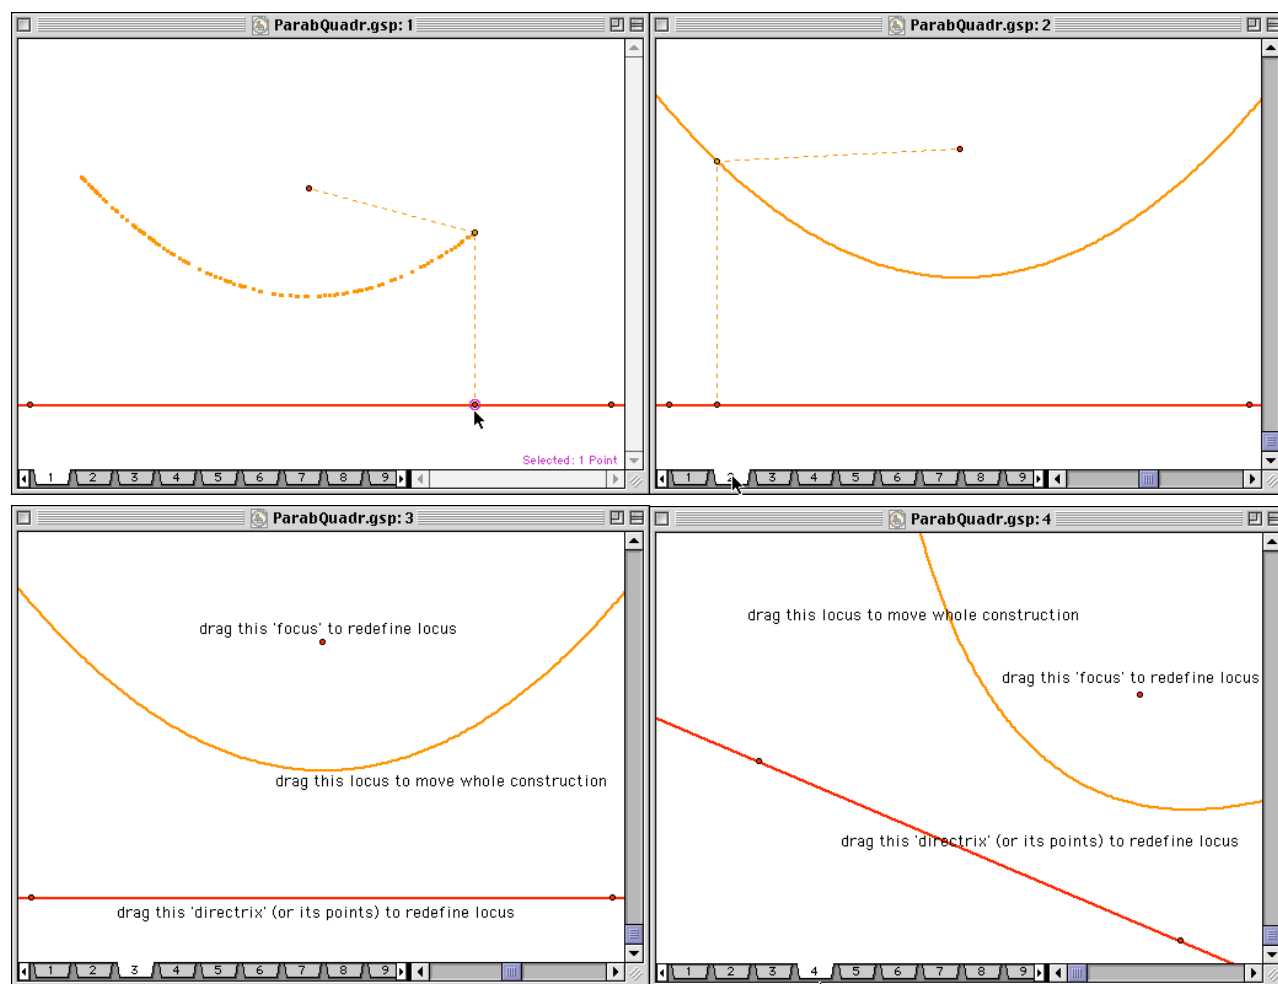 ParabQuadr.gsp: 1
Selected: 1 Point
1 2 3 4 5 6 7 8 9
ParabQuadr.gsp: 2
1 2 3 4 5 6 7 8 9
ParabQuadr.gsp: 3
drag this 'focus' to redefine locus
drag this locus to move whole construction
drag this 'directrix' (or its points) to redefine locus
1 2 3 4 5 6 7 8 9
ParabQuadr.gsp: 4
drag this locus to move whole construction
drag this 'focus' to redefine locus
drag this 'directrix' (or its points) to redefine locus
1 2 3 4 5 6 7 8 9